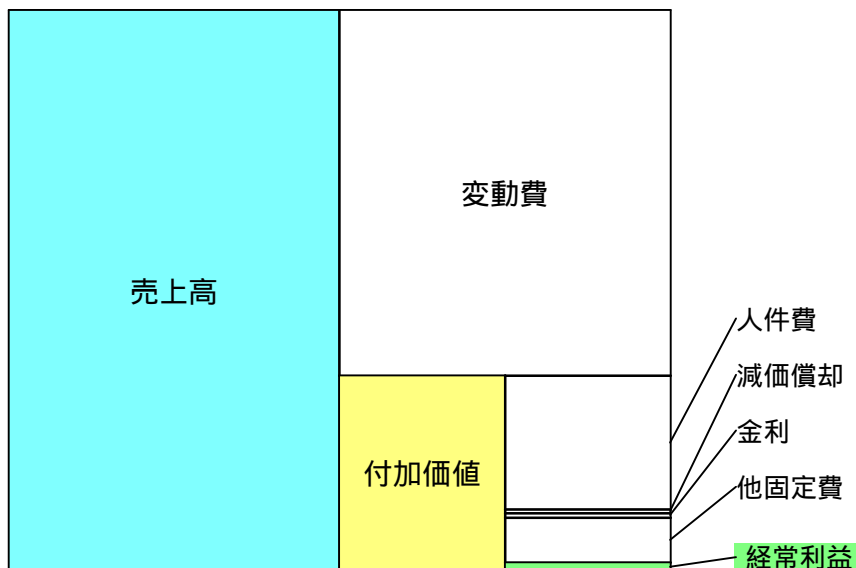 売上高
変動費
付加価値
人件費
減価償却
金利
他固定費
経常利益